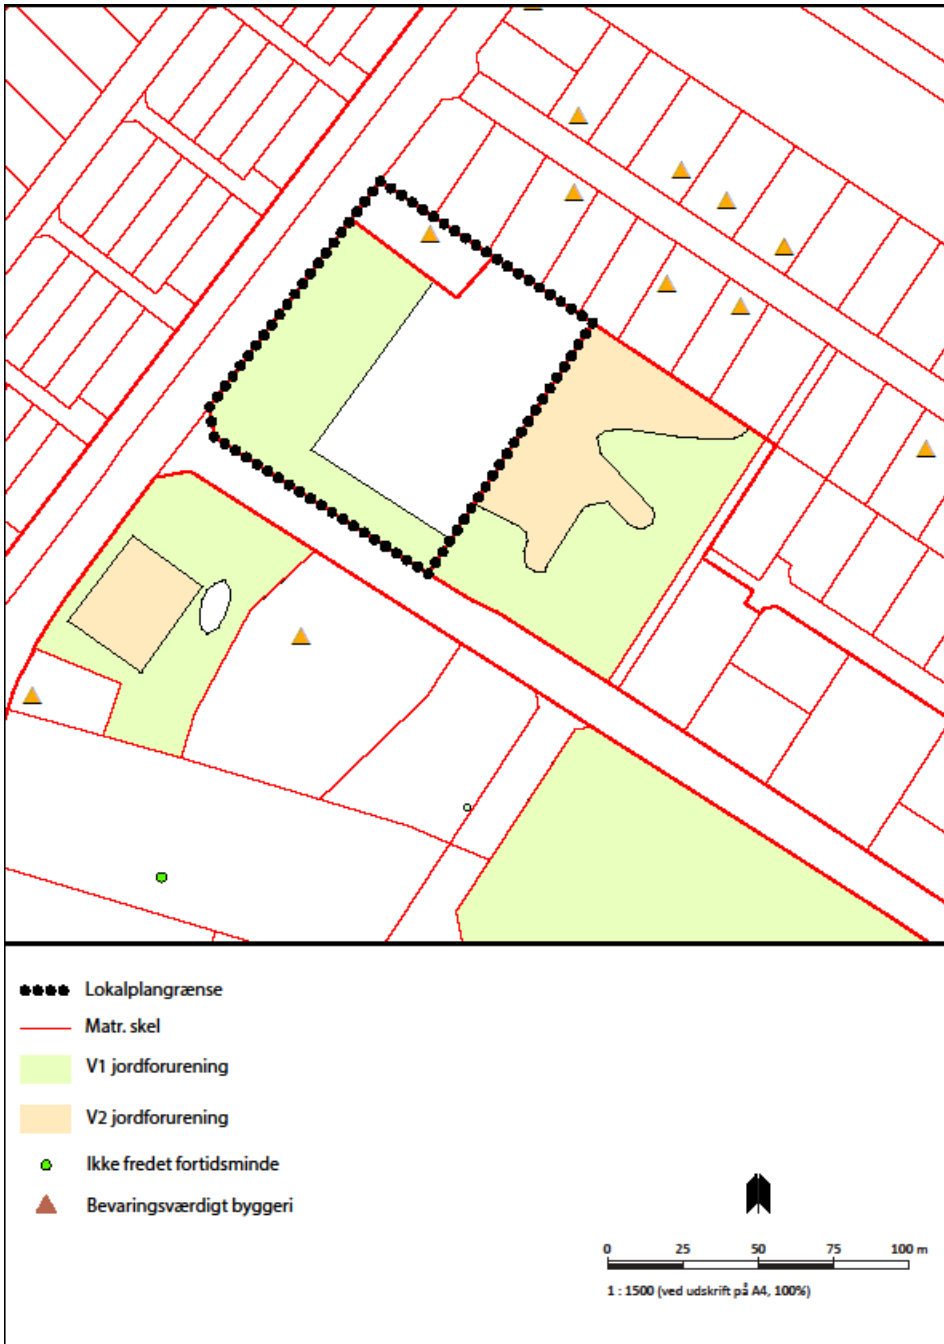 Lokalplangrænse
Matr. skel
V1 jordforurening
V2 jordforurening
Ikke fredet fortidsminde
Bevaringsværdigt byggeri
0 25 50 75 100 m
1 : 1500 (ved udskrift på A4, 100%)